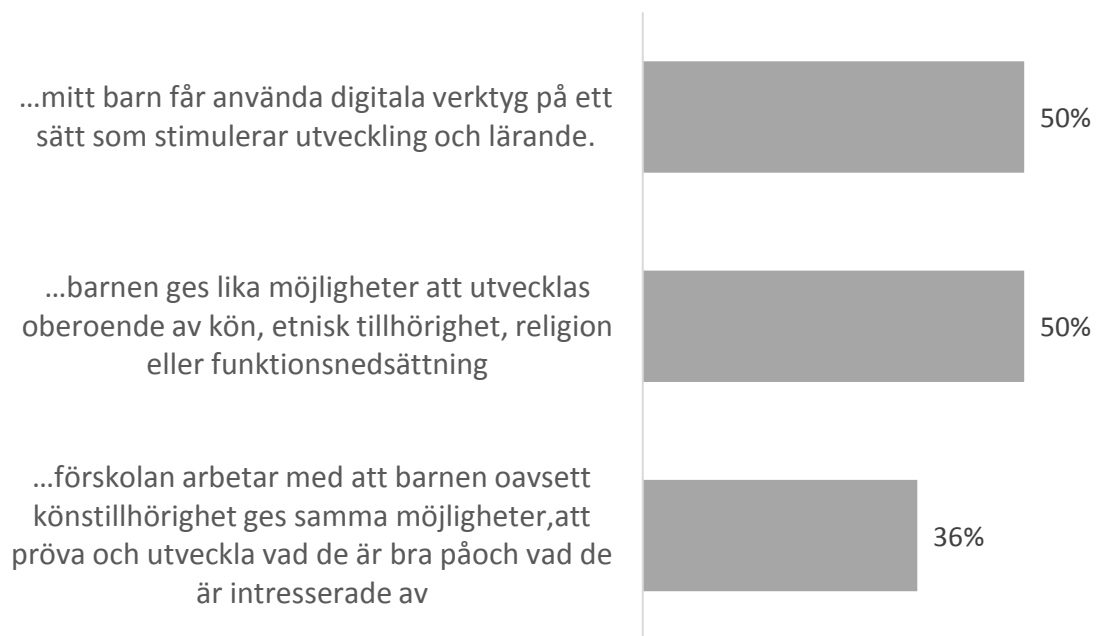 ...mitt barn får använda digitala verktyg på ett
sätt som stimulerar utveckling och lärande.
50%
...barnen ges lika möjligheter att utvecklas
oberoende av kön, etnisk tillhörighet, religion
eller funktionsnedsättning
50%
...förskolan arbetar med att barnen oavsett
könstillhörighet ges samma möjligheter,att
pröva och utveckla vad de är bra påoch vad de
är intresserade av
36%